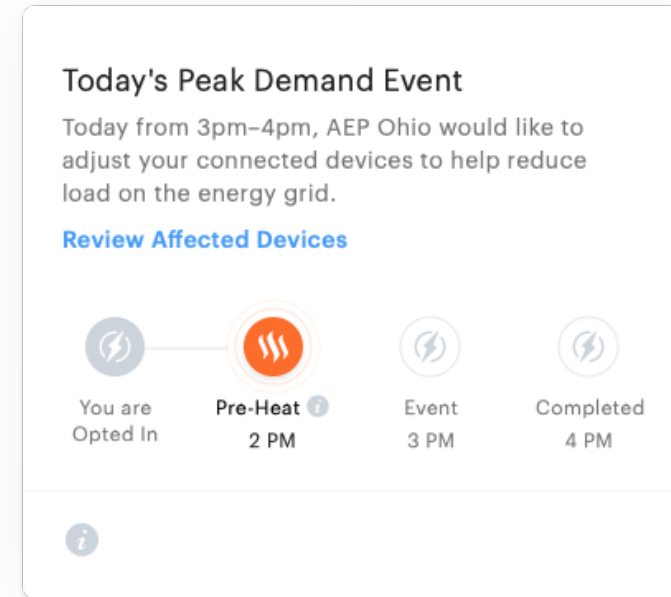 Today's Peak Demand Event
Today from 3pm–4pm, AEP Ohio would like to
adjust your connected devices to help reduce
load on the energy grid.
Review Affected Devices
You are
Opted In
Pre-Heat i
2 PM
Event
3 PM
Completed
4 PM
i